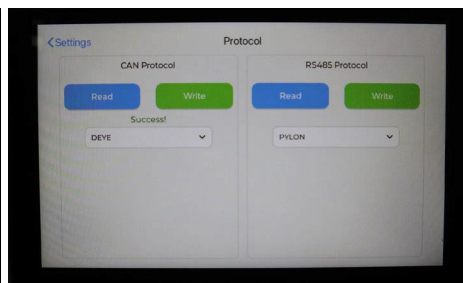 Settings
Protocol
CAN Protocol
Read
Write
Success!
DEYE
RS485 Protocol
Read
Write
PYLON